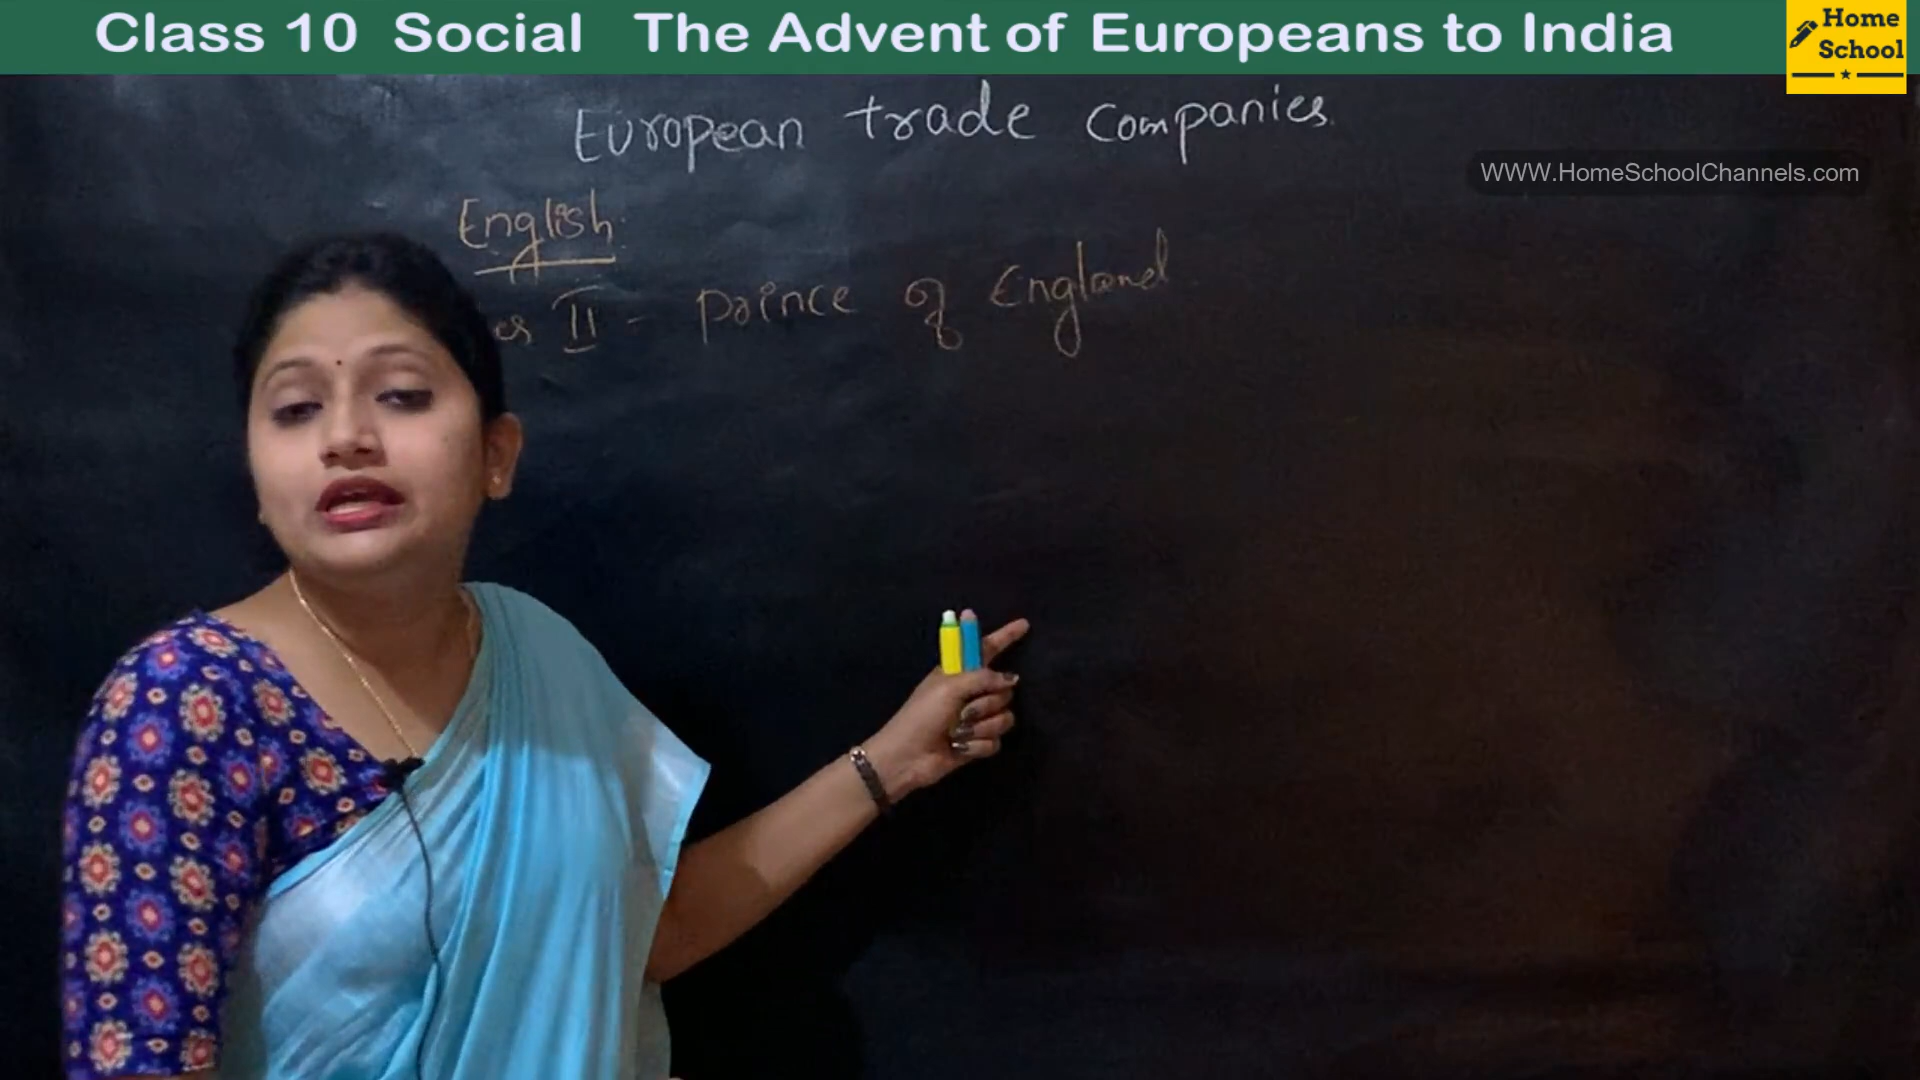 Class 10 Social The Advent of Europeans to India
Home
School
European trade Companies
WWW.HomeSchoolChannels.com
English
es II - prince of England